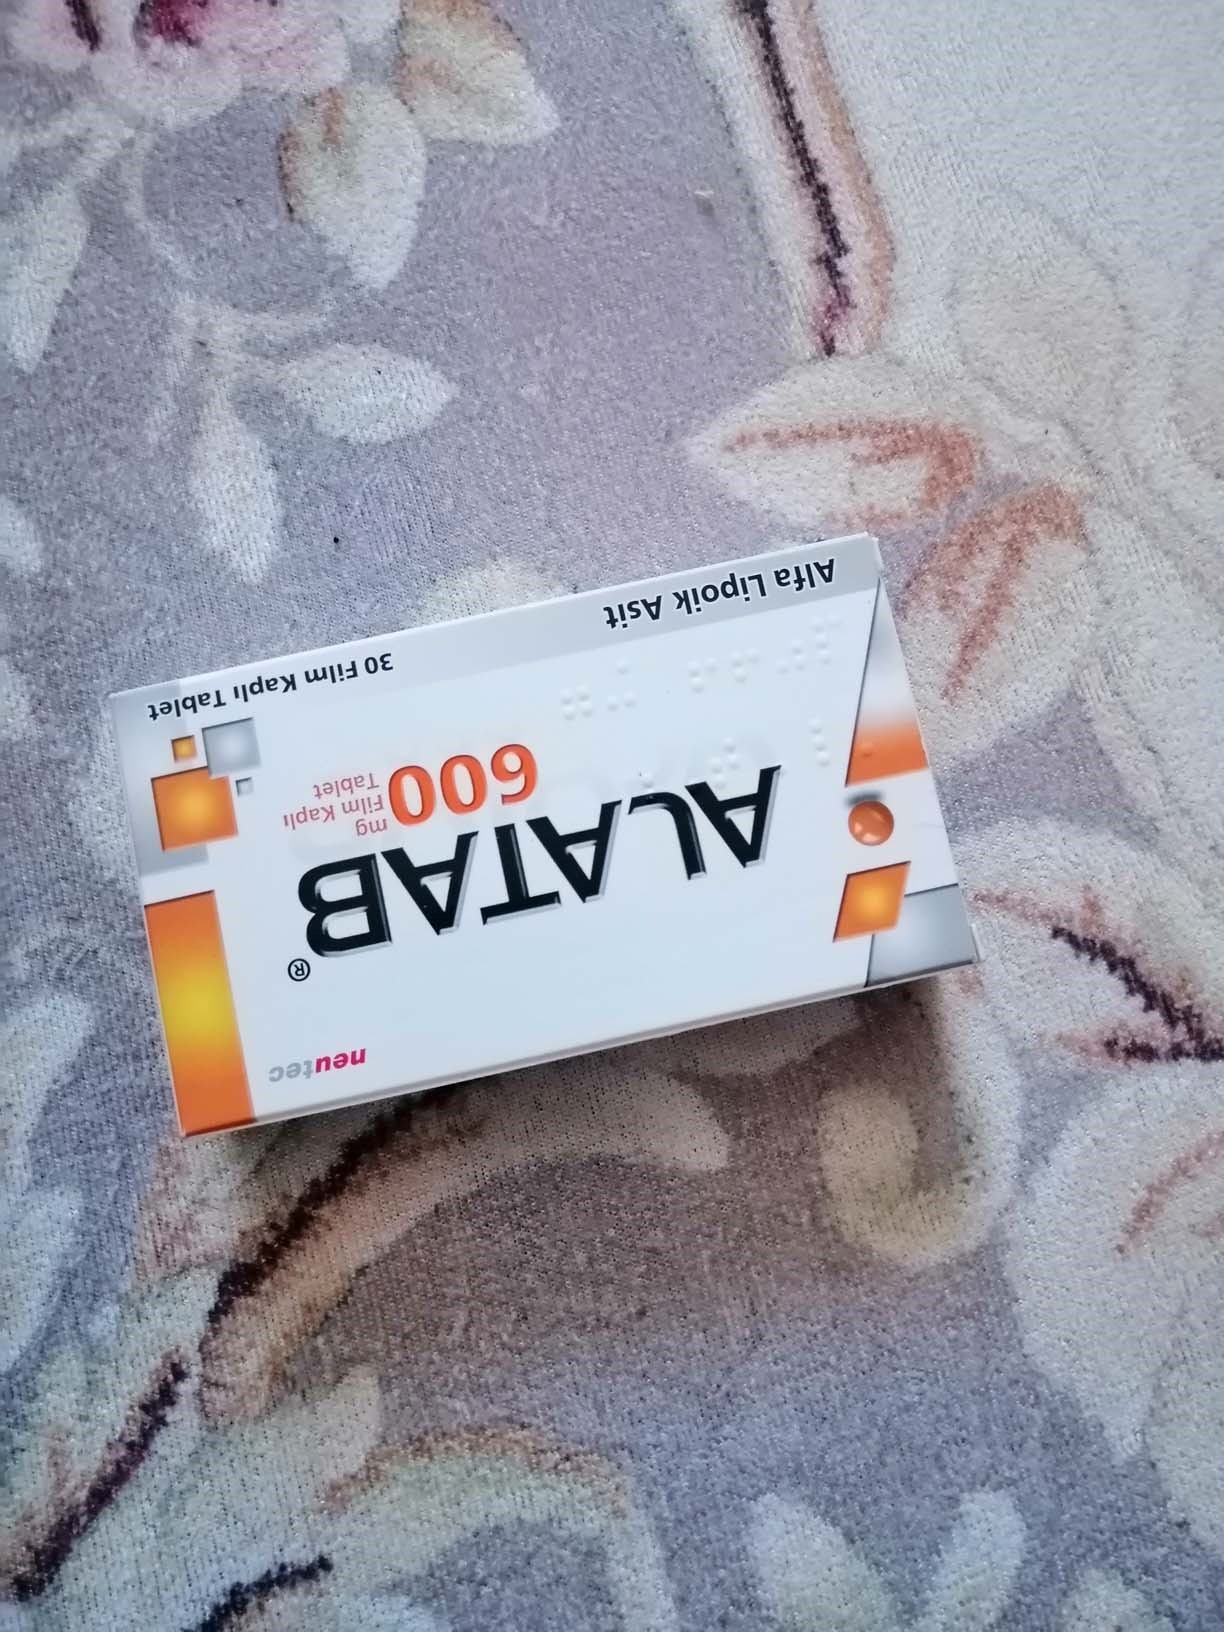 neutec
ALATAB®
600 mg
Film Kaplı
Tablet
Alfa Lipoik Asit
30 Film Kaplı Tablet